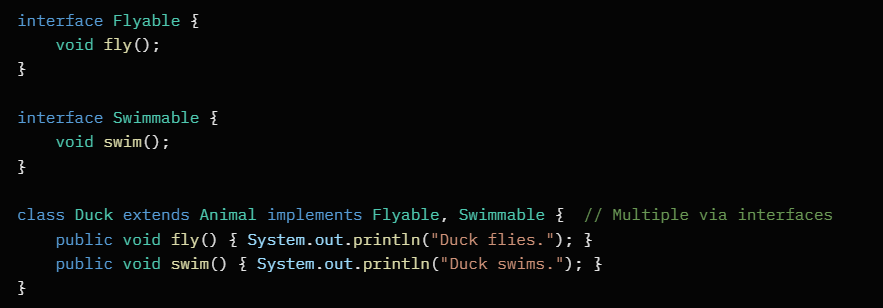 interface Flyable {
    void fly();
}

interface Swimmable {
    void swim();
}

class Duck extends Animal implements Flyable, Swimmable {  // Multiple via interfaces
    public void fly() { System.out.println("Duck flies."); }
    public void swim() { System.out.println("Duck swims."); }
}